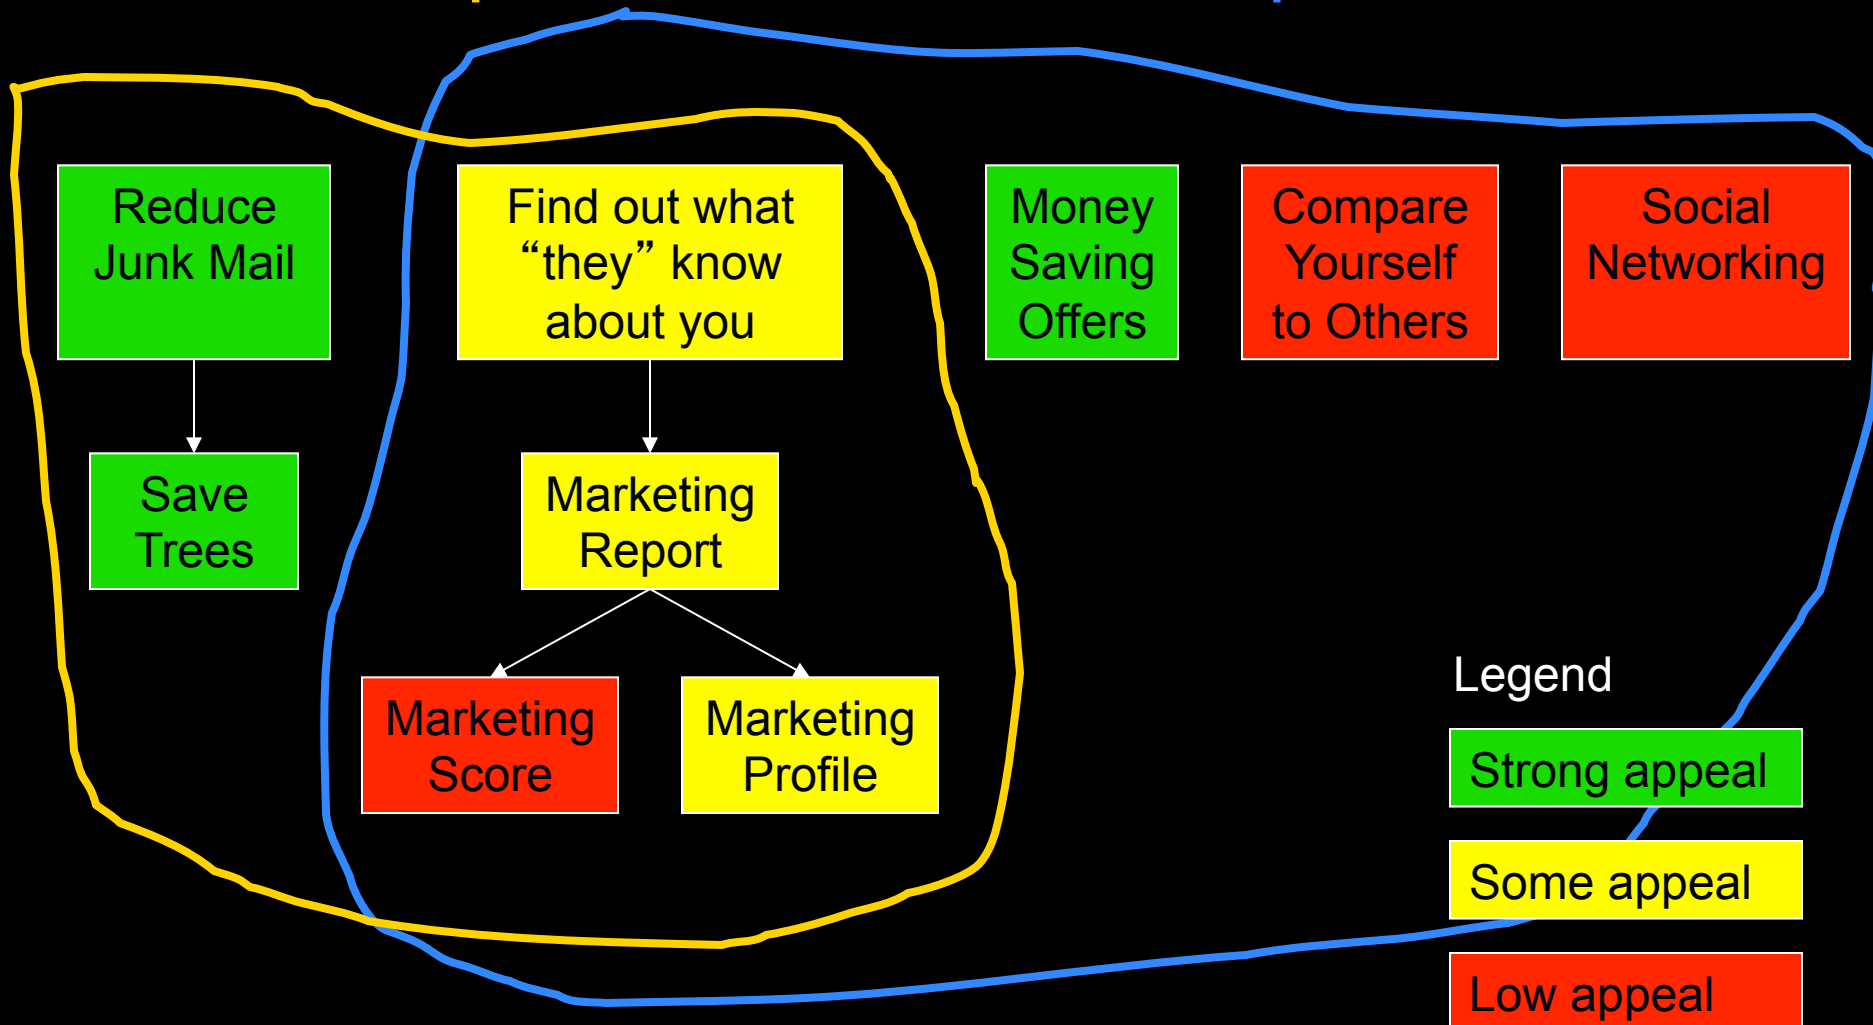 Reduce
Junk Mail
Find out what
“they” know
about you
Money
Saving
Offers
Compare
Yourself
to Others
Social
Networking
Save
Trees
Marketing
Report
Marketing
Score
Marketing
Profile
Legend
Strong appeal
Some appeal
Low appeal